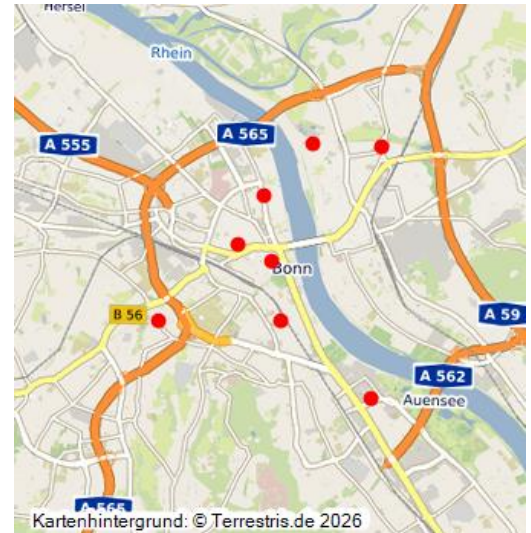 Hersel
Rhein
A 565
A 555
Bonn
B 56
A 59
A 562
Auensee
A 565
Kartenhintergrund: © Terrestris.de 2026